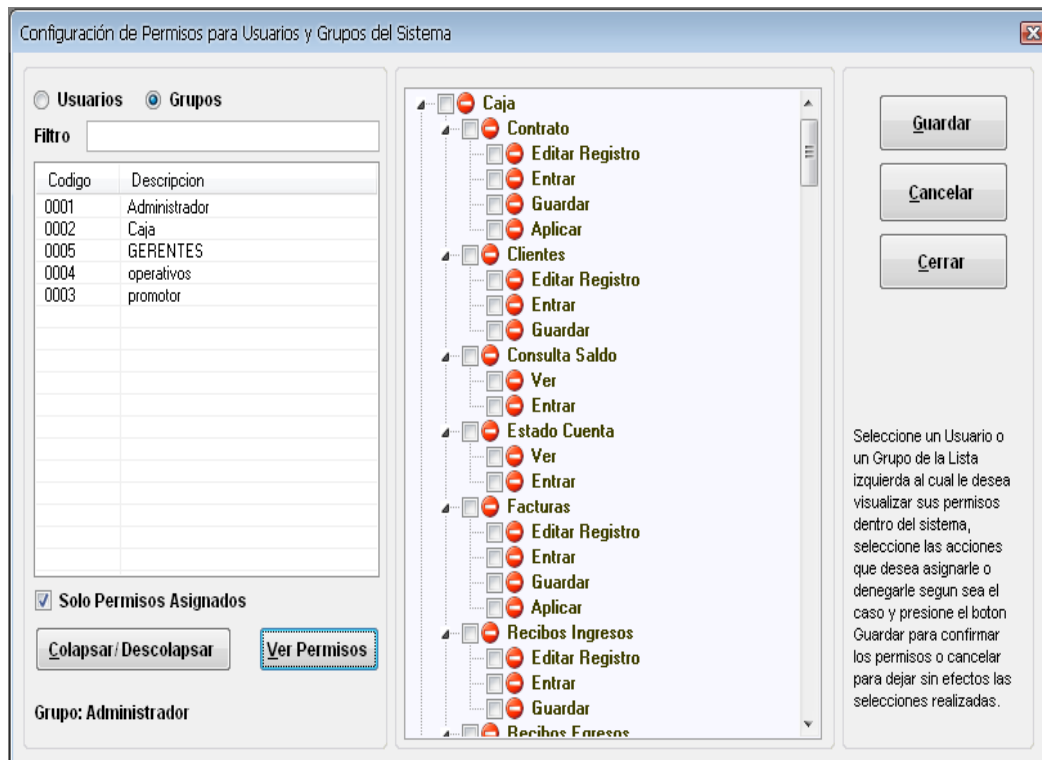 Configuración de Permisos para Usuarios y Grupos del Sistema
Usuarios Grupos
Filtro
Codigo Descripcion
0001 Administrador
0002 Caja
0005 GERENTES
0004 operativos
0003 promotor
Solo Permisos Asignados
Colapsar/Descolapsar Ver Permisos
Grupo: Administrador
Caja
Contrato
Editar Registro
Entrar
Guardar
Aplicar
Clientes
Editar Registro
Entrar
Guardar
Consulta Saldo
Ver
Entrar
Estado Cuenta
Ver
Entrar
Facturas
Editar Registro
Entrar
Guardar
Aplicar
Recibos Ingresos
Editar Registro
Entrar
Guardar
Recibos Egresos
Guardar
Cancelar
Cerrar
Seleccione un Usuario o
un Grupo de la Lista
izquierda al cual le desea
visualizar sus permisos
dentro del sistema,
seleccione las acciones
que desea asignarle o
denegarle segun sea el
caso y presione el boton
Guardar para confirmar
los permisos o cancelar
para dejar sin efectos las
selecciones realizadas.